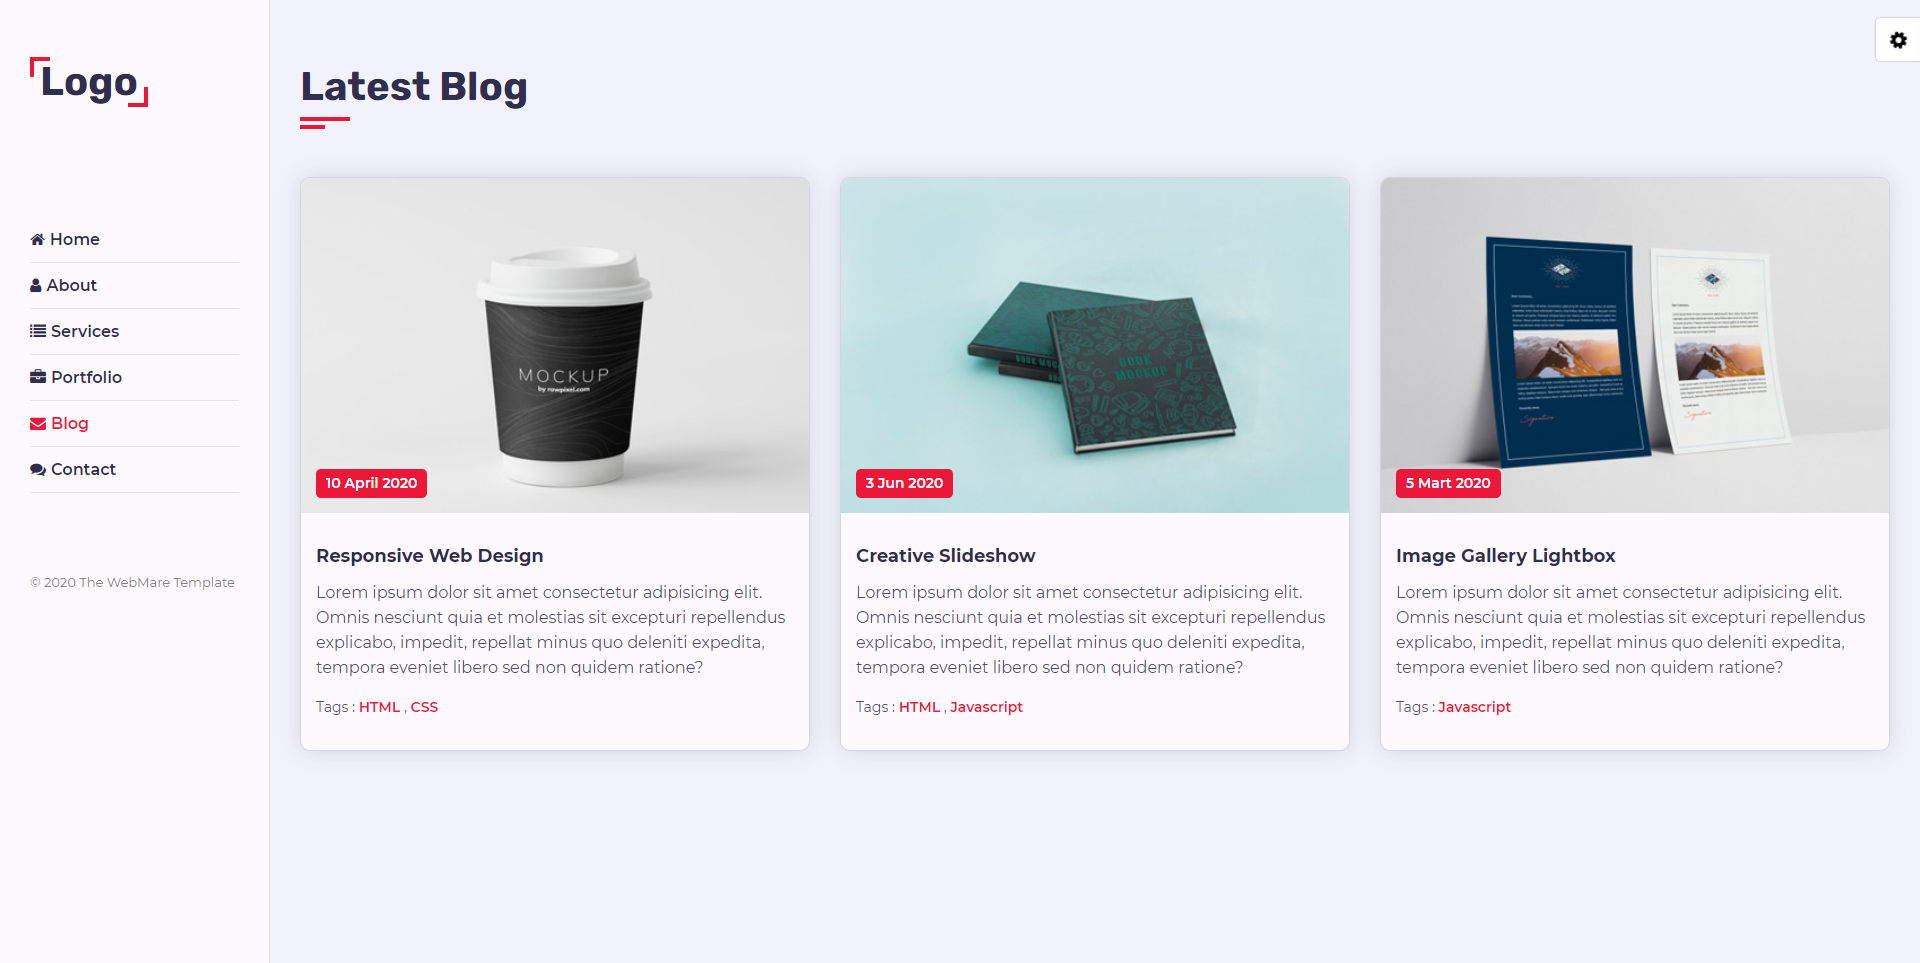 Logo
Home
About
Services
Portfolio
Blog
Contact
© 2020 The WebMare Template
Latest Blog
MOCKUP
by rawpixel.com
10 April 2020
Responsive Web Design
Lorem ipsum dolor sit amet consectetur adipisicing elit.
Omnis nesciunt quia et molestias sit excepturi repellendus
explicabo, impedit, repellat minus quo deleniti expedita,
tempora eveniet libero sed non quidem ratione?
Tags : HTML , CSS
BOOK MOC
BOOK
MOCKUP
3 Jun 2020
Creative Slideshow
Lorem ipsum dolor sit amet consectetur adipisicing elit.
Omnis nesciunt quia et molestias sit excepturi repellendus
explicabo, impedit, repellat minus quo deleniti expedita,
tempora eveniet libero sed non quidem ratione?
Tags : HTML , Javascript
Signature
Signature
5 Mart 2020
Image Gallery Lightbox
Lorem ipsum dolor sit amet consectetur adipisicing elit.
Omnis nesciunt quia et molestias sit excepturi repellendus
explicabo, impedit, repellat minus quo deleniti expedita,
tempora eveniet libero sed non quidem ratione?
Tags : Javascript